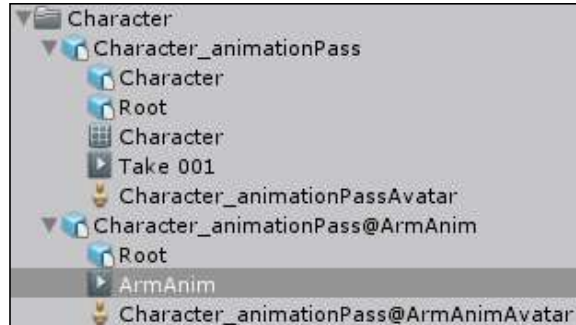 Character
Character_animationPass
Character
Root
Character
Take 001
Character_animationPassAvatar
Character_animationPass@ArmAnim
Root
ArmAnim
Character_animationPass@ArmAnimAvatar